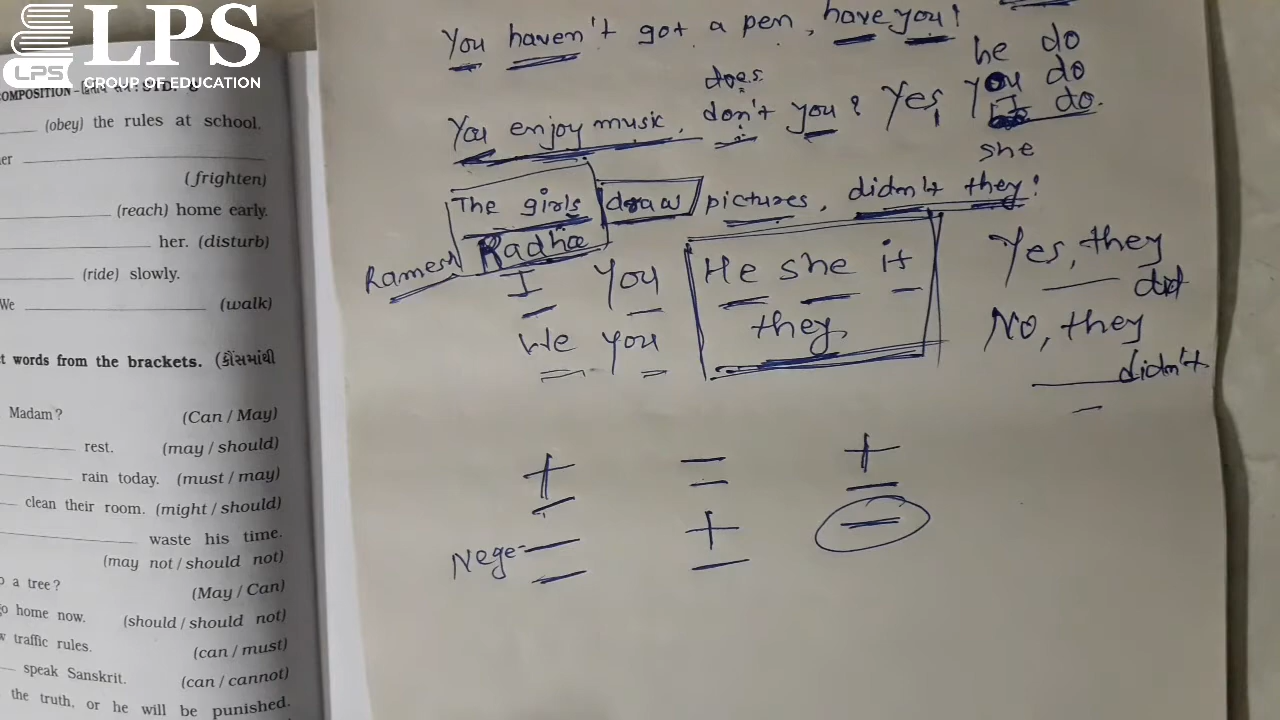 LPS
LPS
GROUP OF EDUCATION
COMPOSITION
(obey) the rules at school.
(frighten)
(reach) home early.
her. (disturb)
(ride) slowly.
We (walk)
words from the brackets. (કૌંસમાંથી
Madam? (Can / May)
rest. (may / should)
rain today. (must / may)
clean their room. (might / should)
waste his time.
(may not / should not)
a tree? (May / Can)
home now. (should / should not)
traffic rules. (can / must)
speak Sanskrit. (can / cannot)
the truth, or he will be punished.
You haven't got a pen, have you?
he do
does
You enjoy music, don't you? Yes, you do
do.
she
The girls draw pictures, didn't they?
Ramesh Radha
I You He she it
We you they
Yes, they did
No, they didn't
+ = +
Nege- = + -